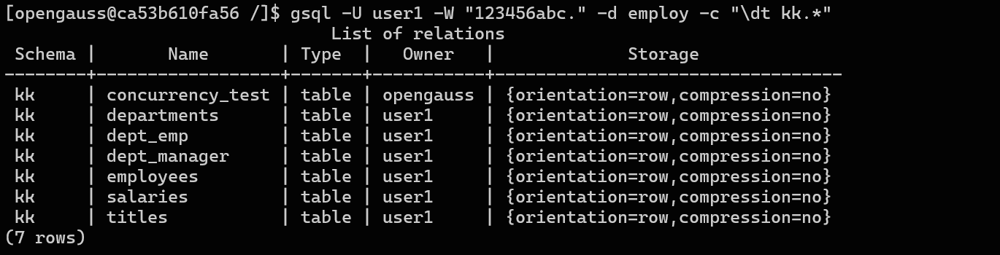 [opengauss@ca53b610fa56 /]$ gsql -U user1 -W "123456abc." -d employ -c "\dt kk.*"
                                List of relations
 Schema |       Name       | Type  |   Owner   |             Storage
--------+------------------+-------+-----------+----------------------------------
 kk     | concurrency_test | table | opengauss | {orientation=row,compression=no}
 kk     | departments      | table | user1     | {orientation=row,compression=no}
 kk     | dept_emp         | table | user1     | {orientation=row,compression=no}
 kk     | dept_manager     | table | user1     | {orientation=row,compression=no}
 kk     | employees        | table | user1     | {orientation=row,compression=no}
 kk     | salaries         | table | user1     | {orientation=row,compression=no}
 kk     | titles           | table | user1     | {orientation=row,compression=no}
(7 rows)